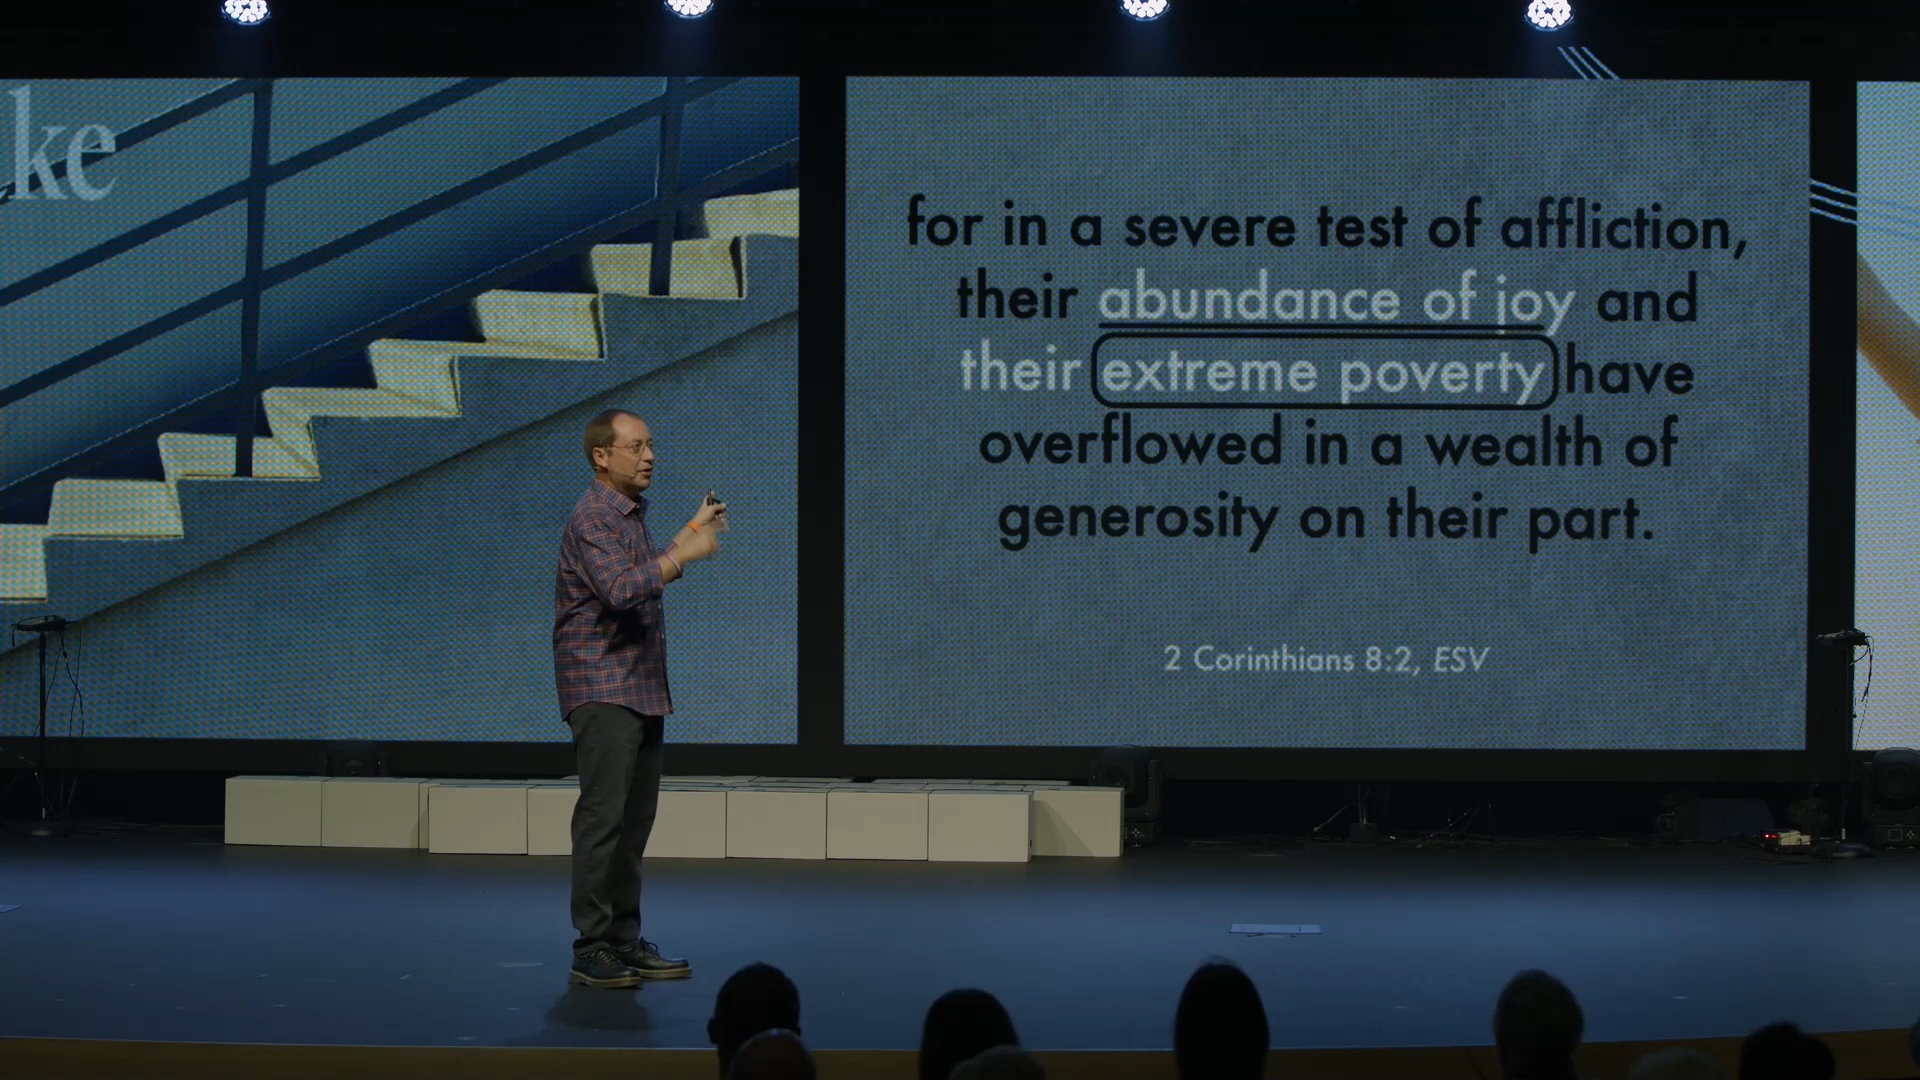 ke
for in a severe test of affliction,
their abundance of joy and
their extreme poverty have
overflowed in a wealth of
generosity on their part.
2 Corinthians 8:2, ESV